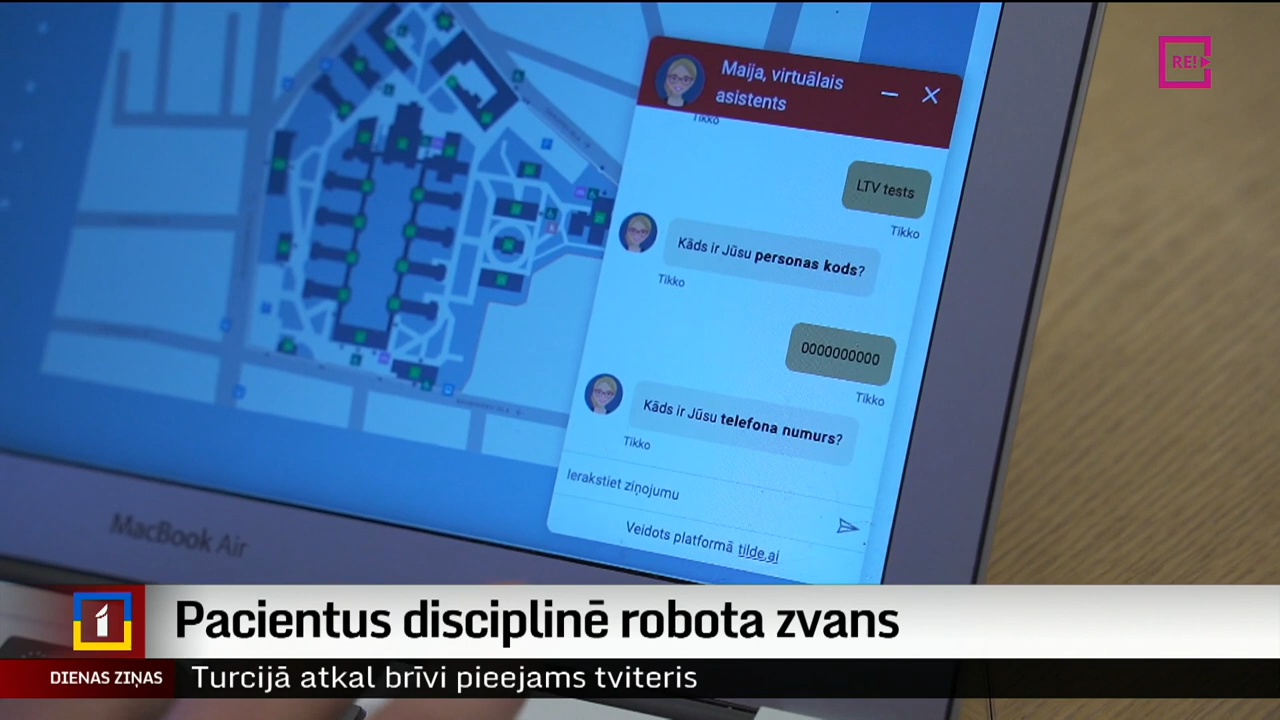 RE!
Maija, virtuālais
asistents
Tikko
LTV tests
Tikko
Kāds ir Jūsu personas kods?
Tikko
0000000000
Tikko
Kāds ir Jūsu telefona numurs?
Tikko
Ierakstiet ziņojumu
Veidots platformā tilde.ai
MacBook Air
1
Pacientus disciplinē robota zvans
DIENAS ZIŅAS
Turcijā atkal brīvi pieejams tviteris